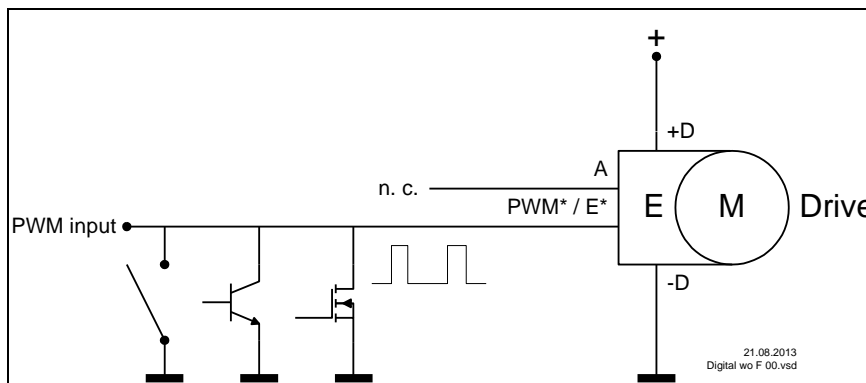 +
+D
A
n. c.
PWM* / E*
E
M
Drive
PWM input
-D
21.08.2013
Digital wo F 00.vsd